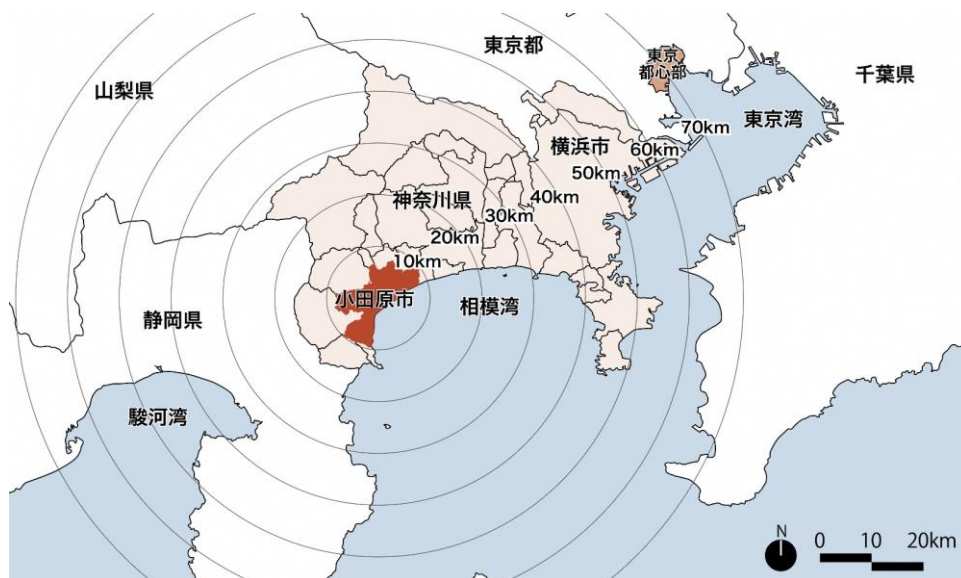 東京都
東京
都心部
千葉県
山梨県
東京湾
70km
横浜市
60km
50km
神奈川県
40km
30km
20km
10km
小田原市
相模湾
静岡県
駿河湾
N
0 10 20km